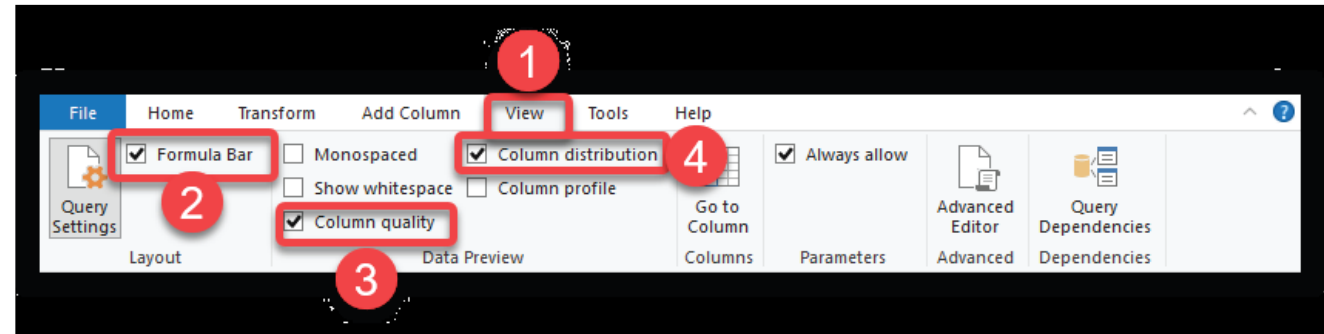 1
File Home Transform Add Column View Tools Help
Formula Bar Monospaced Column distribution 4 Always allow
Show whitespace Column profile
2 Query Settings Column quality Go to Column Advanced Editor Query Dependencies
Layout Data Preview Columns Parameters Advanced Dependencies
3